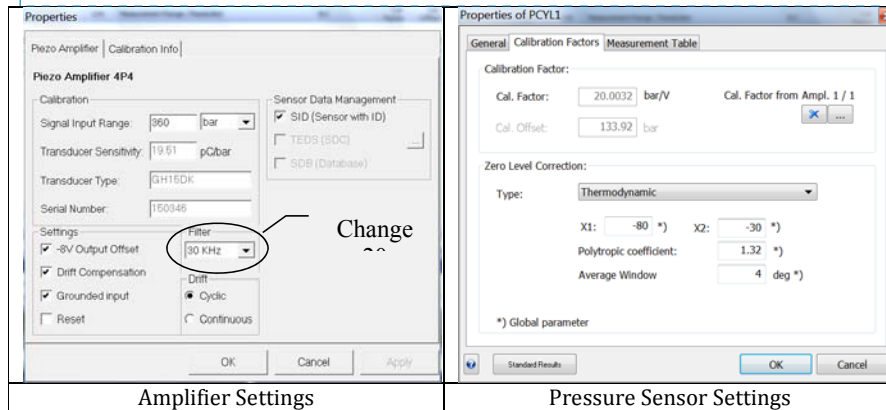 Properties
Piezo Amplifier
Calibration Info
Piezo Amplifier 4P4
Calibration
Signal Input Range: 360 bar
Transducer Sensitivity: 19.51 pC/bar
Transducer Type: GH15DK
Serial Number: 150346
Sensor Data Management
SID (Sensor with ID)
TEDS (SDC)
...
SDB (Database)
Settings
-8V Output Offset
Drift Compensation
Grounded input
Reset
Filter
30 KHz
Drift
Cyclic
Continuous
Change
OK Cancel Apply
Amplifier Settings
Properties of PCYL1
General Calibration Factors Measurement Table
Calibration Factor:
Cal. Factor: 20.0032 bar/V Cal. Factor from Ampl. 1 / 1
...
Cal. Offset: 133.92 bar
Zero Level Correction:
Type: Thermodynamic
X1: -80 *) X2: -30 *)
Polytropic coefficient: 1.32 *)
Average Window 4 deg *)
*) Global parameter
Standard Results OK Cancel
Pressure Sensor Settings